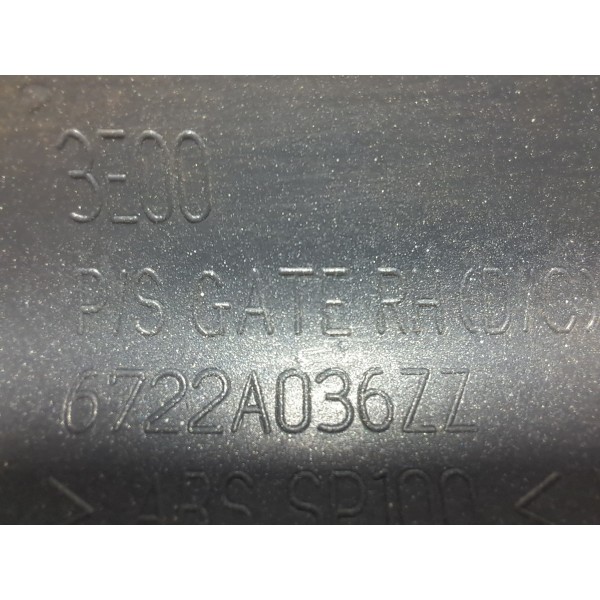 3E00
P/S GATE RH(D/C)
6722A036ZZ
> ABS SP100 <